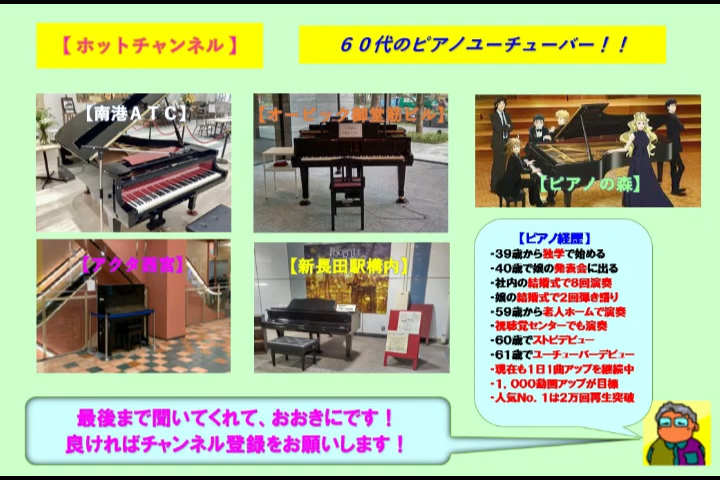 【ホットチャンネル】
６０代のピアノユーチューバー！！
【南港ＡＴＣ】
【オービック御堂筋ビル】
【ピアノの森】
【アクタ西宮】
【新長田駅構内】
【ピアノ経歴】
・39歳から独学で始める
・40歳で娘の発表会に出る
・社内の結婚式で8回演奏
・娘の結婚式で2回弾き語り
・59歳から老人ホームで演奏
・視聴覚センターでも演奏
・60歳でストピデビュー
・61歳でユーチューバーデビュー
・現在も1日1曲アップを継続中
・1，000動画アップが目標
・人気No．1は2万回再生突破
最後まで聞いてくれて、おおきにです！
良ければチャンネル登録をお願いします！